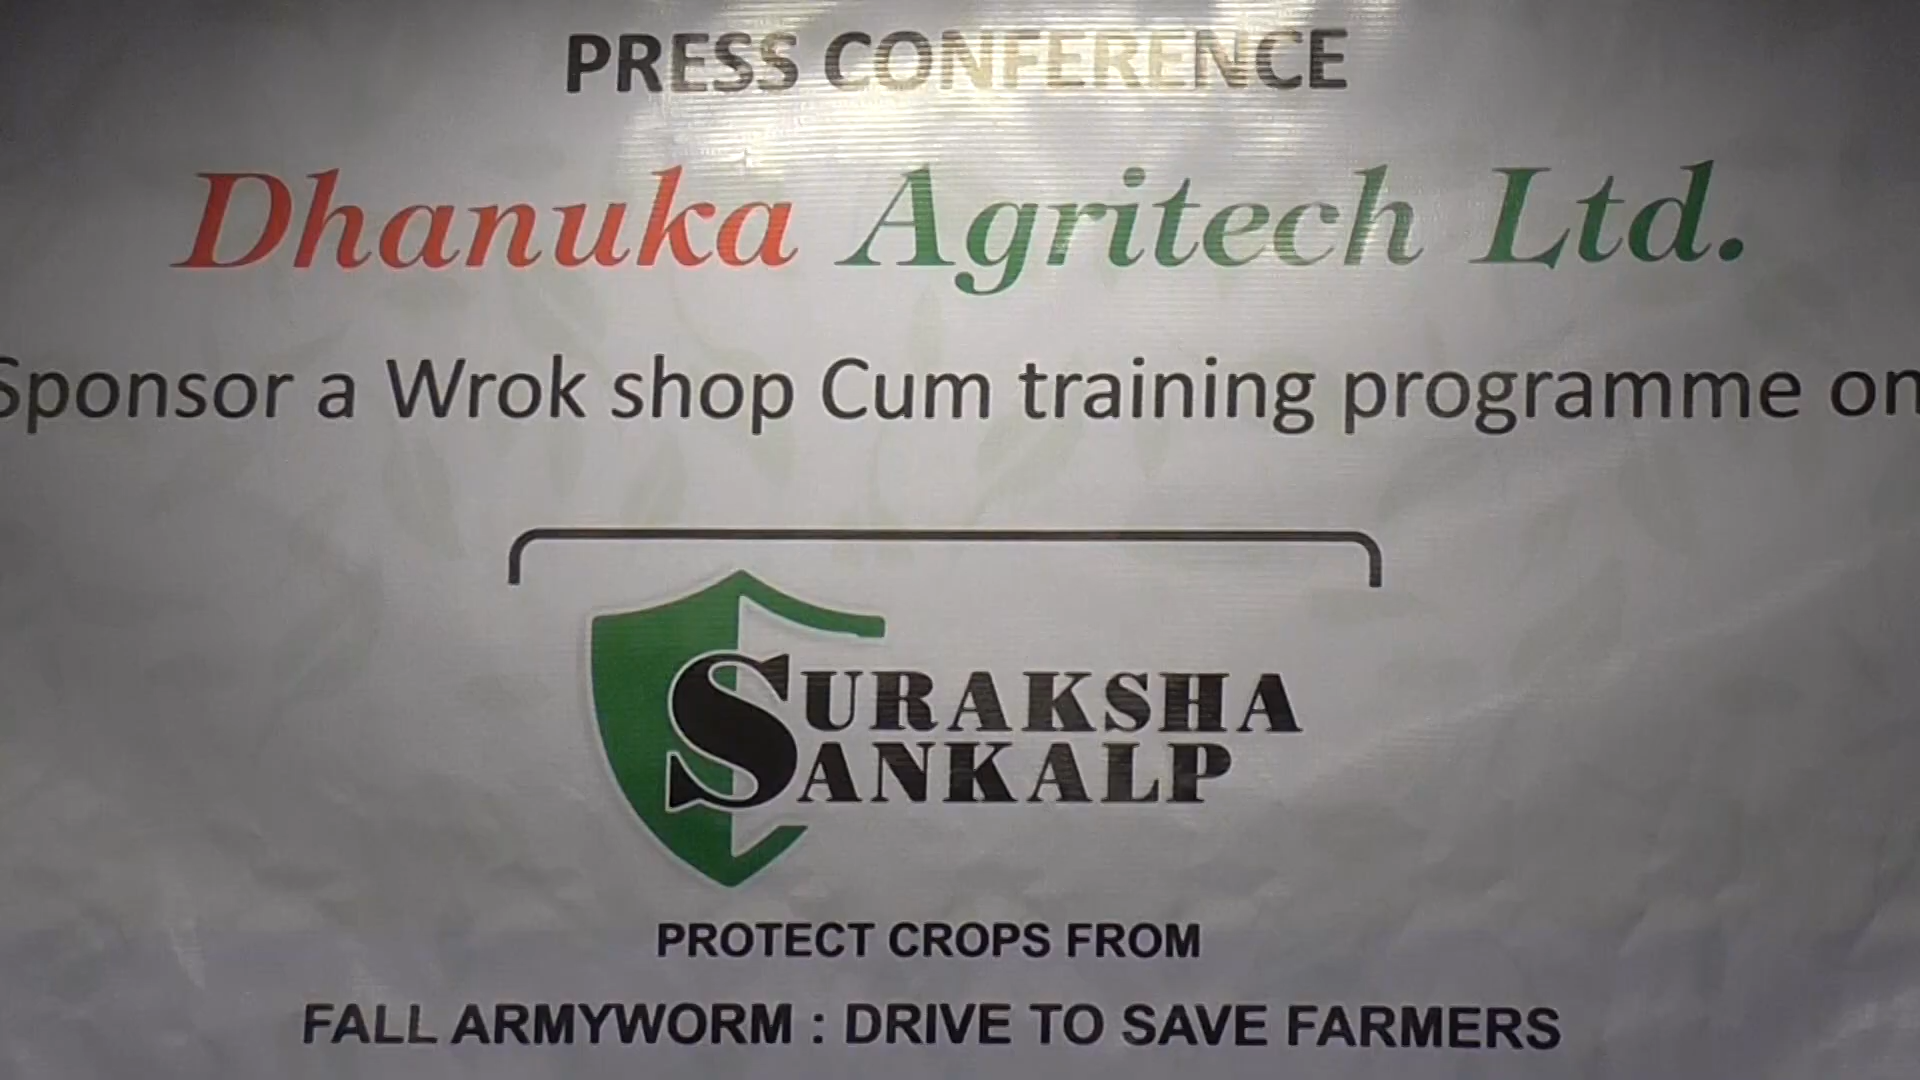 PRESS CONFERENCE
Dhanuka Agritech Ltd.
Sponsor a Wrok shop Cum training programme on
SURAKSHA
SANKALP
PROTECT CROPS FROM
FALL ARMYWORM : DRIVE TO SAVE FARMERS